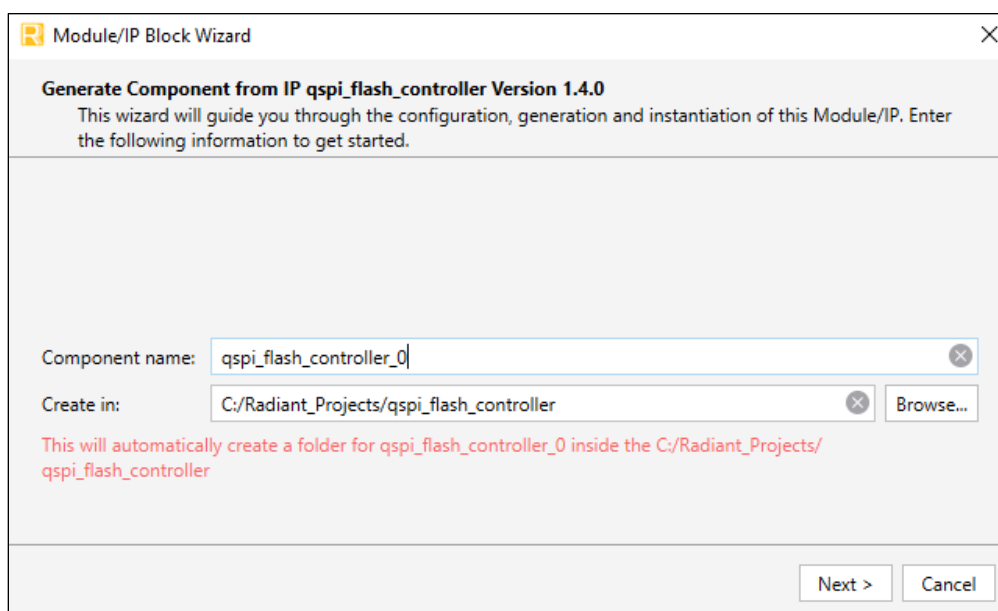 Module/IP Block Wizard
Generate Component from IP qspi_flash_controller Version 1.4.0
This wizard will guide you through the configuration, generation and instantiation of this Module/IP. Enter
the following information to get started.
Component name: qspi_flash_controller_0
Create in: C:/Radiant_Projects/qspi_flash_controller Browse...
This will automatically create a folder for qspi_flash_controller_0 inside the C:/Radiant_Projects/
qspi_flash_controller
Next > Cancel